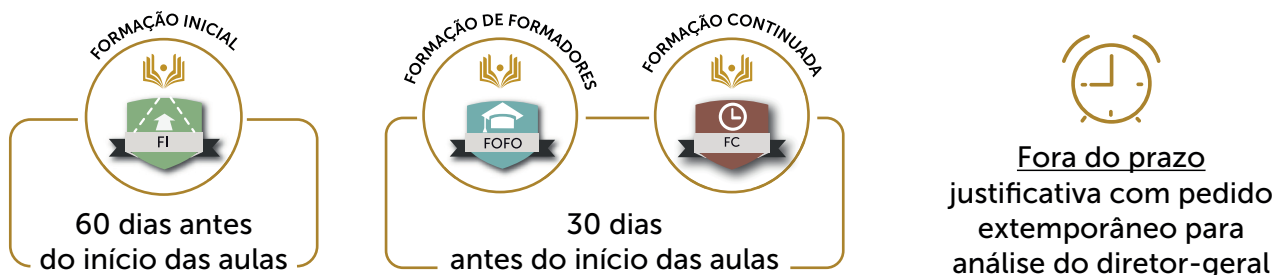 FORMAÇÃO INICIAL
FI
60 dias antes
do início das aulas
FORMAÇÃO DE FORMADORES
FOFO
FORMAÇÃO CONTINUADA
FC
30 dias
antes do início das aulas
Fora do prazo
justificativa com pedido
extemporâneo para
análise do diretor-geral